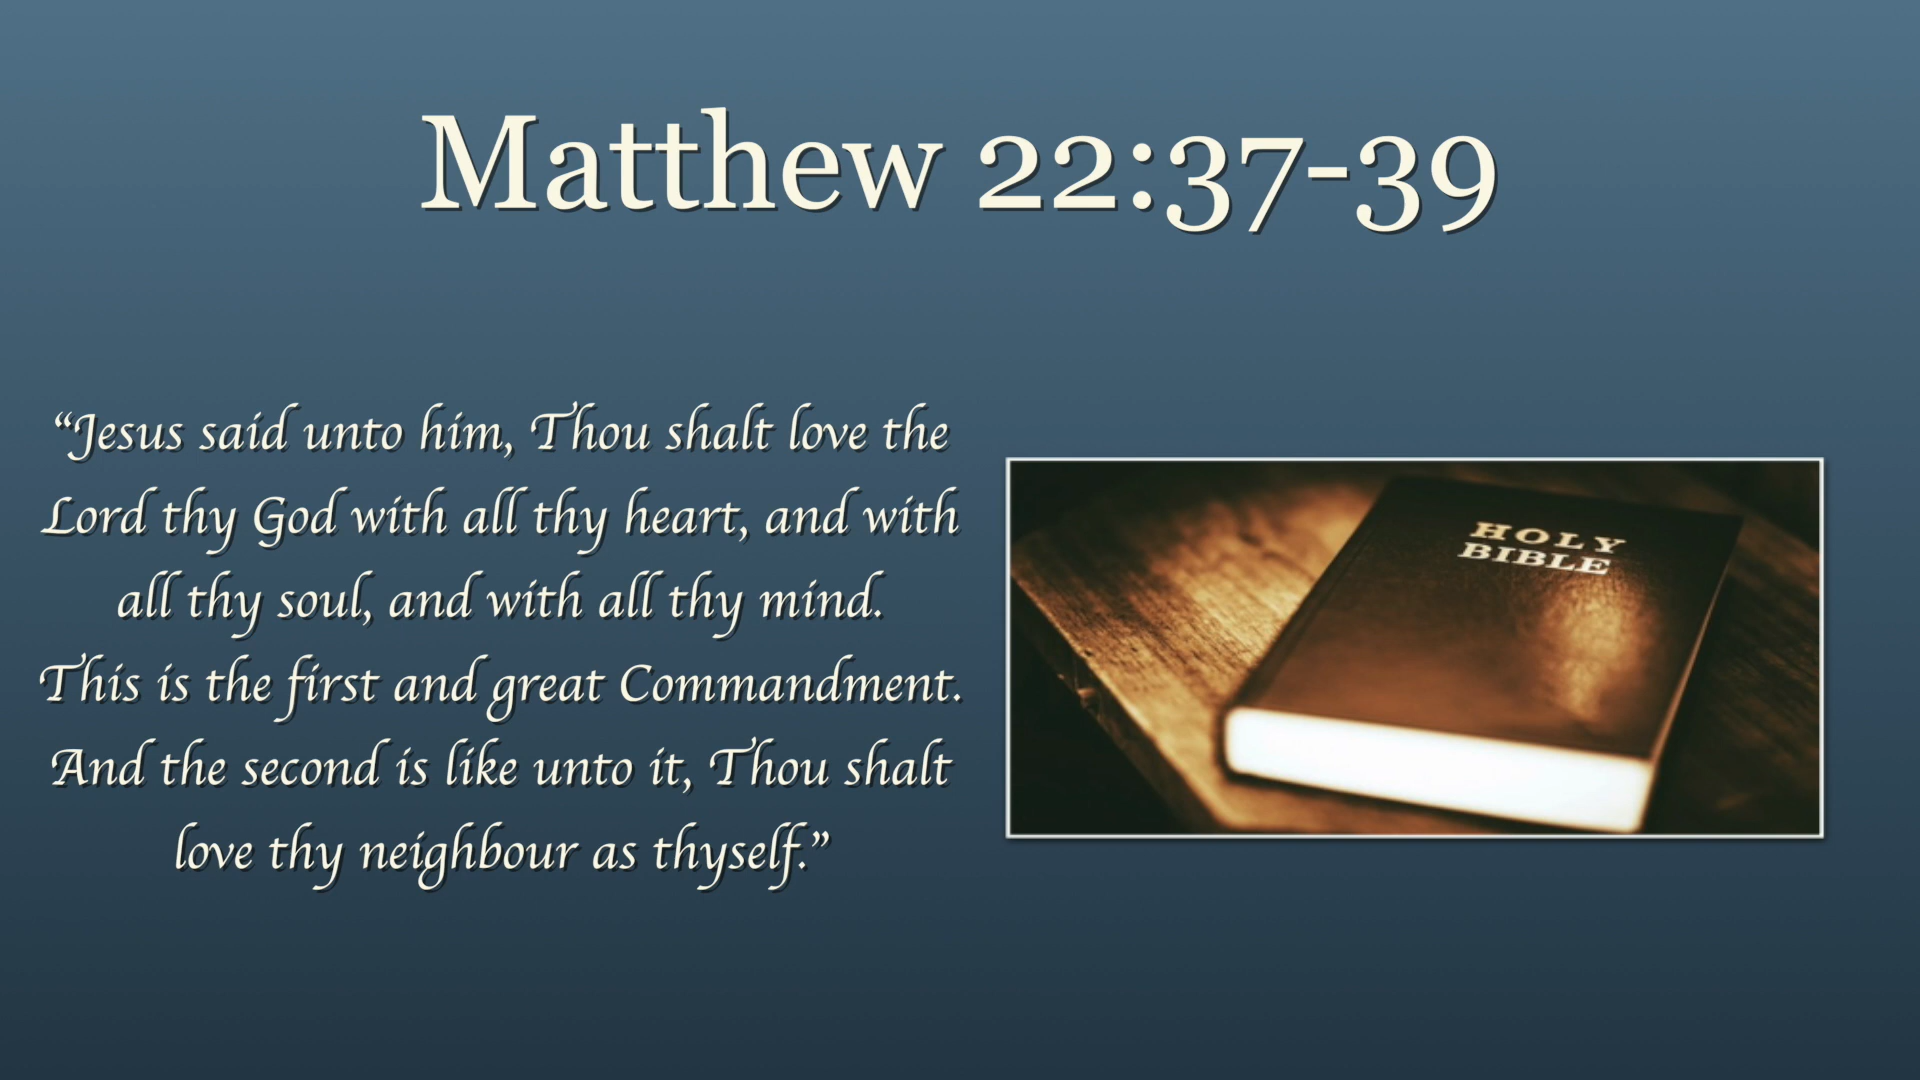 Matthew 22:37-39
“Jesus said unto him, Thou shalt love the
Lord thy God with all thy heart, and with
all thy soul, and with all thy mind.
This is the first and great Commandment.
And the second is like unto it, Thou shalt
love thy neighbour as thyself.”
HOLY
BIBLE